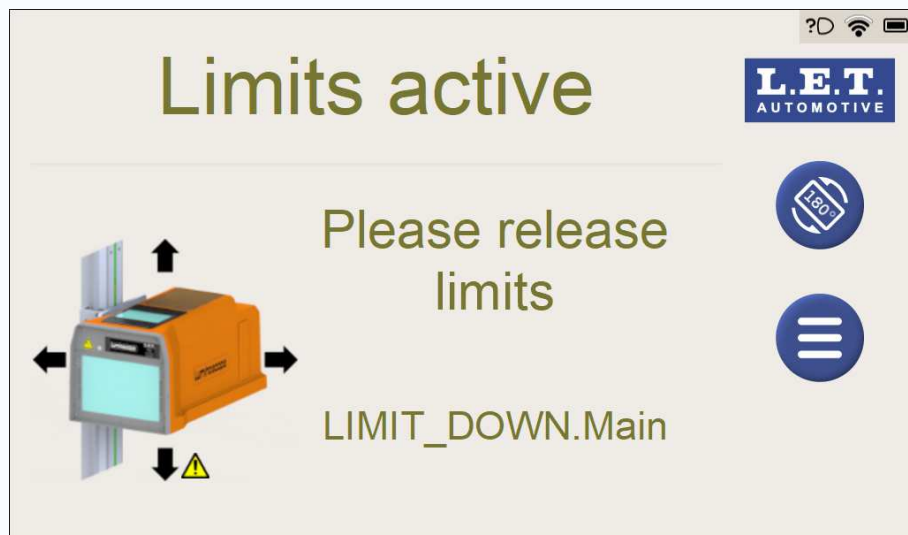 ?
Limits active
L.E.T.
AUTOMOTIVE
180°
Please release
limits
LIMIT_DOWN.Main